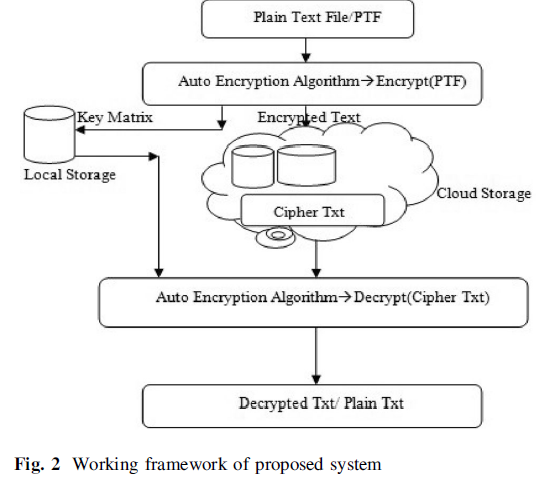 Plain Text File/PTF
Auto Encryption Algorithm→Encrypt(PTF)
Key Matrix
Encrypted Text
Local Storage
Cloud Storage
Cipher Txt
Auto Encryption Algorithm→Decrypt(Cipher Txt)
Decrypted Txt/ Plain Txt
Fig. 2 Working framework of proposed system